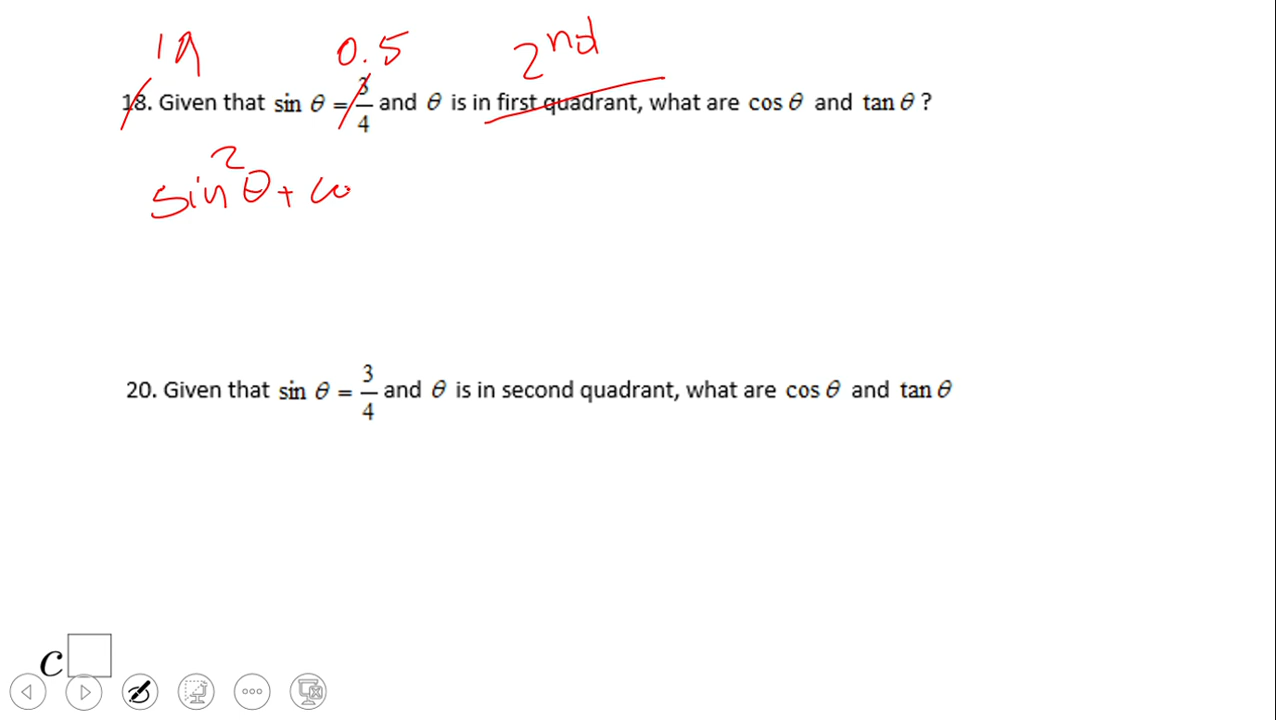 19 0.5 2nd
18. Given that sin θ = 3/4 and θ is in first quadrant, what are cos θ and tan θ ?
sin²θ + co
20. Given that sin θ = 3/4 and θ is in second quadrant, what are cos θ and tan θ
c